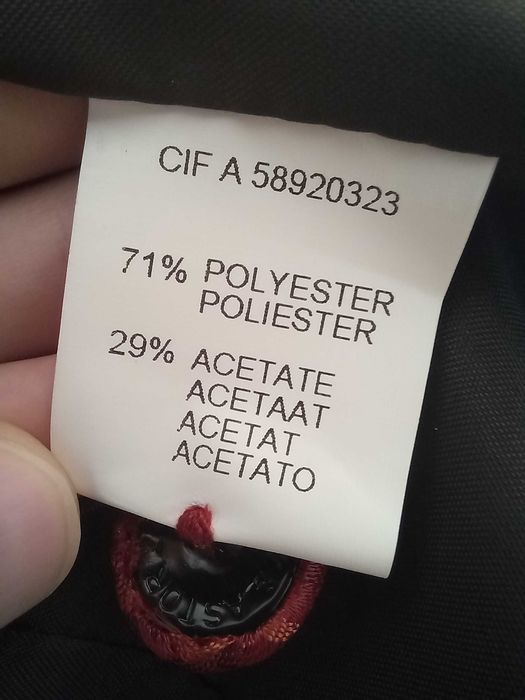 CIF A 58920323
71% POLYESTER
POLIESTER
29% ACETATE
ACETAAT
ACETAT
ACETATO